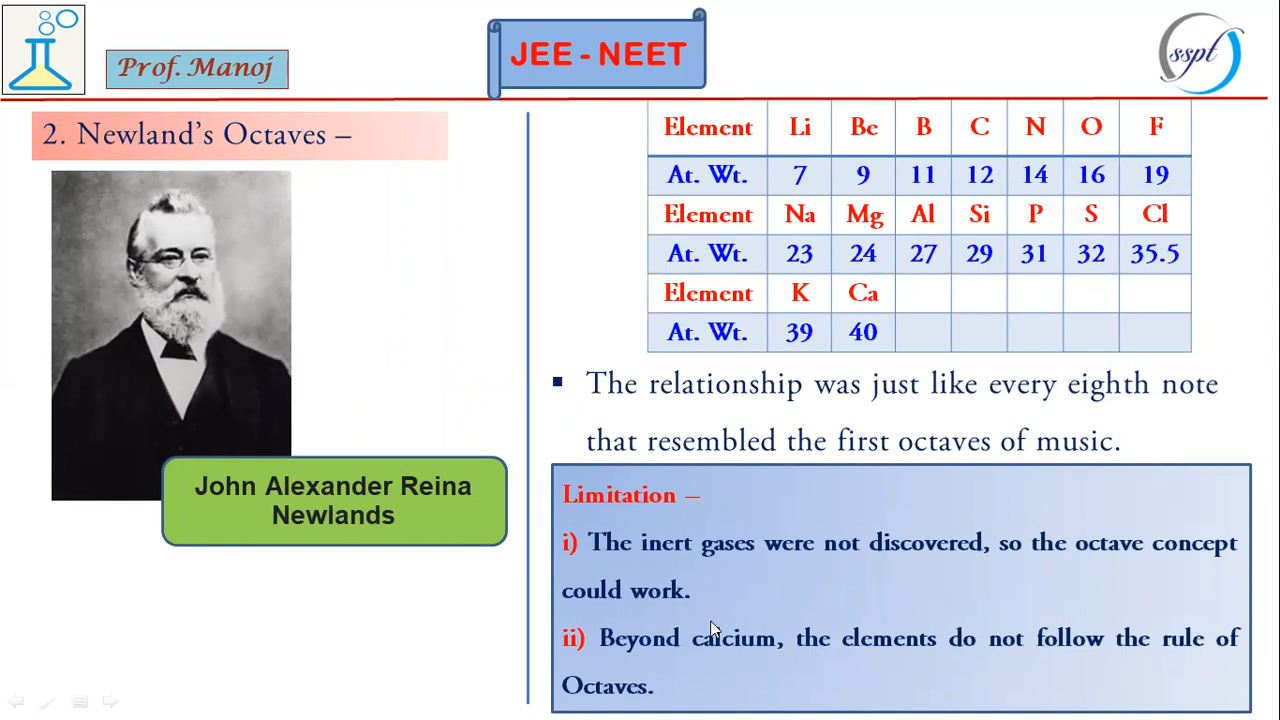 Prof. Manoj
JEE - NEET
sspt
2. Newland's Octaves –
John Alexander Reina
Newlands
Element Li Be B C N O F
At. Wt. 7 9 11 12 14 16 19
Element Na Mg Al Si P S Cl
At. Wt. 23 24 27 29 31 32 35.5
Element K Ca
At. Wt. 39 40
▪ The relationship was just like every eighth note
that resembled the first octaves of music.
Limitation –
i) The inert gases were not discovered, so the octave concept
could work.
ii) Beyond calcium, the elements do not follow the rule of
Octaves.